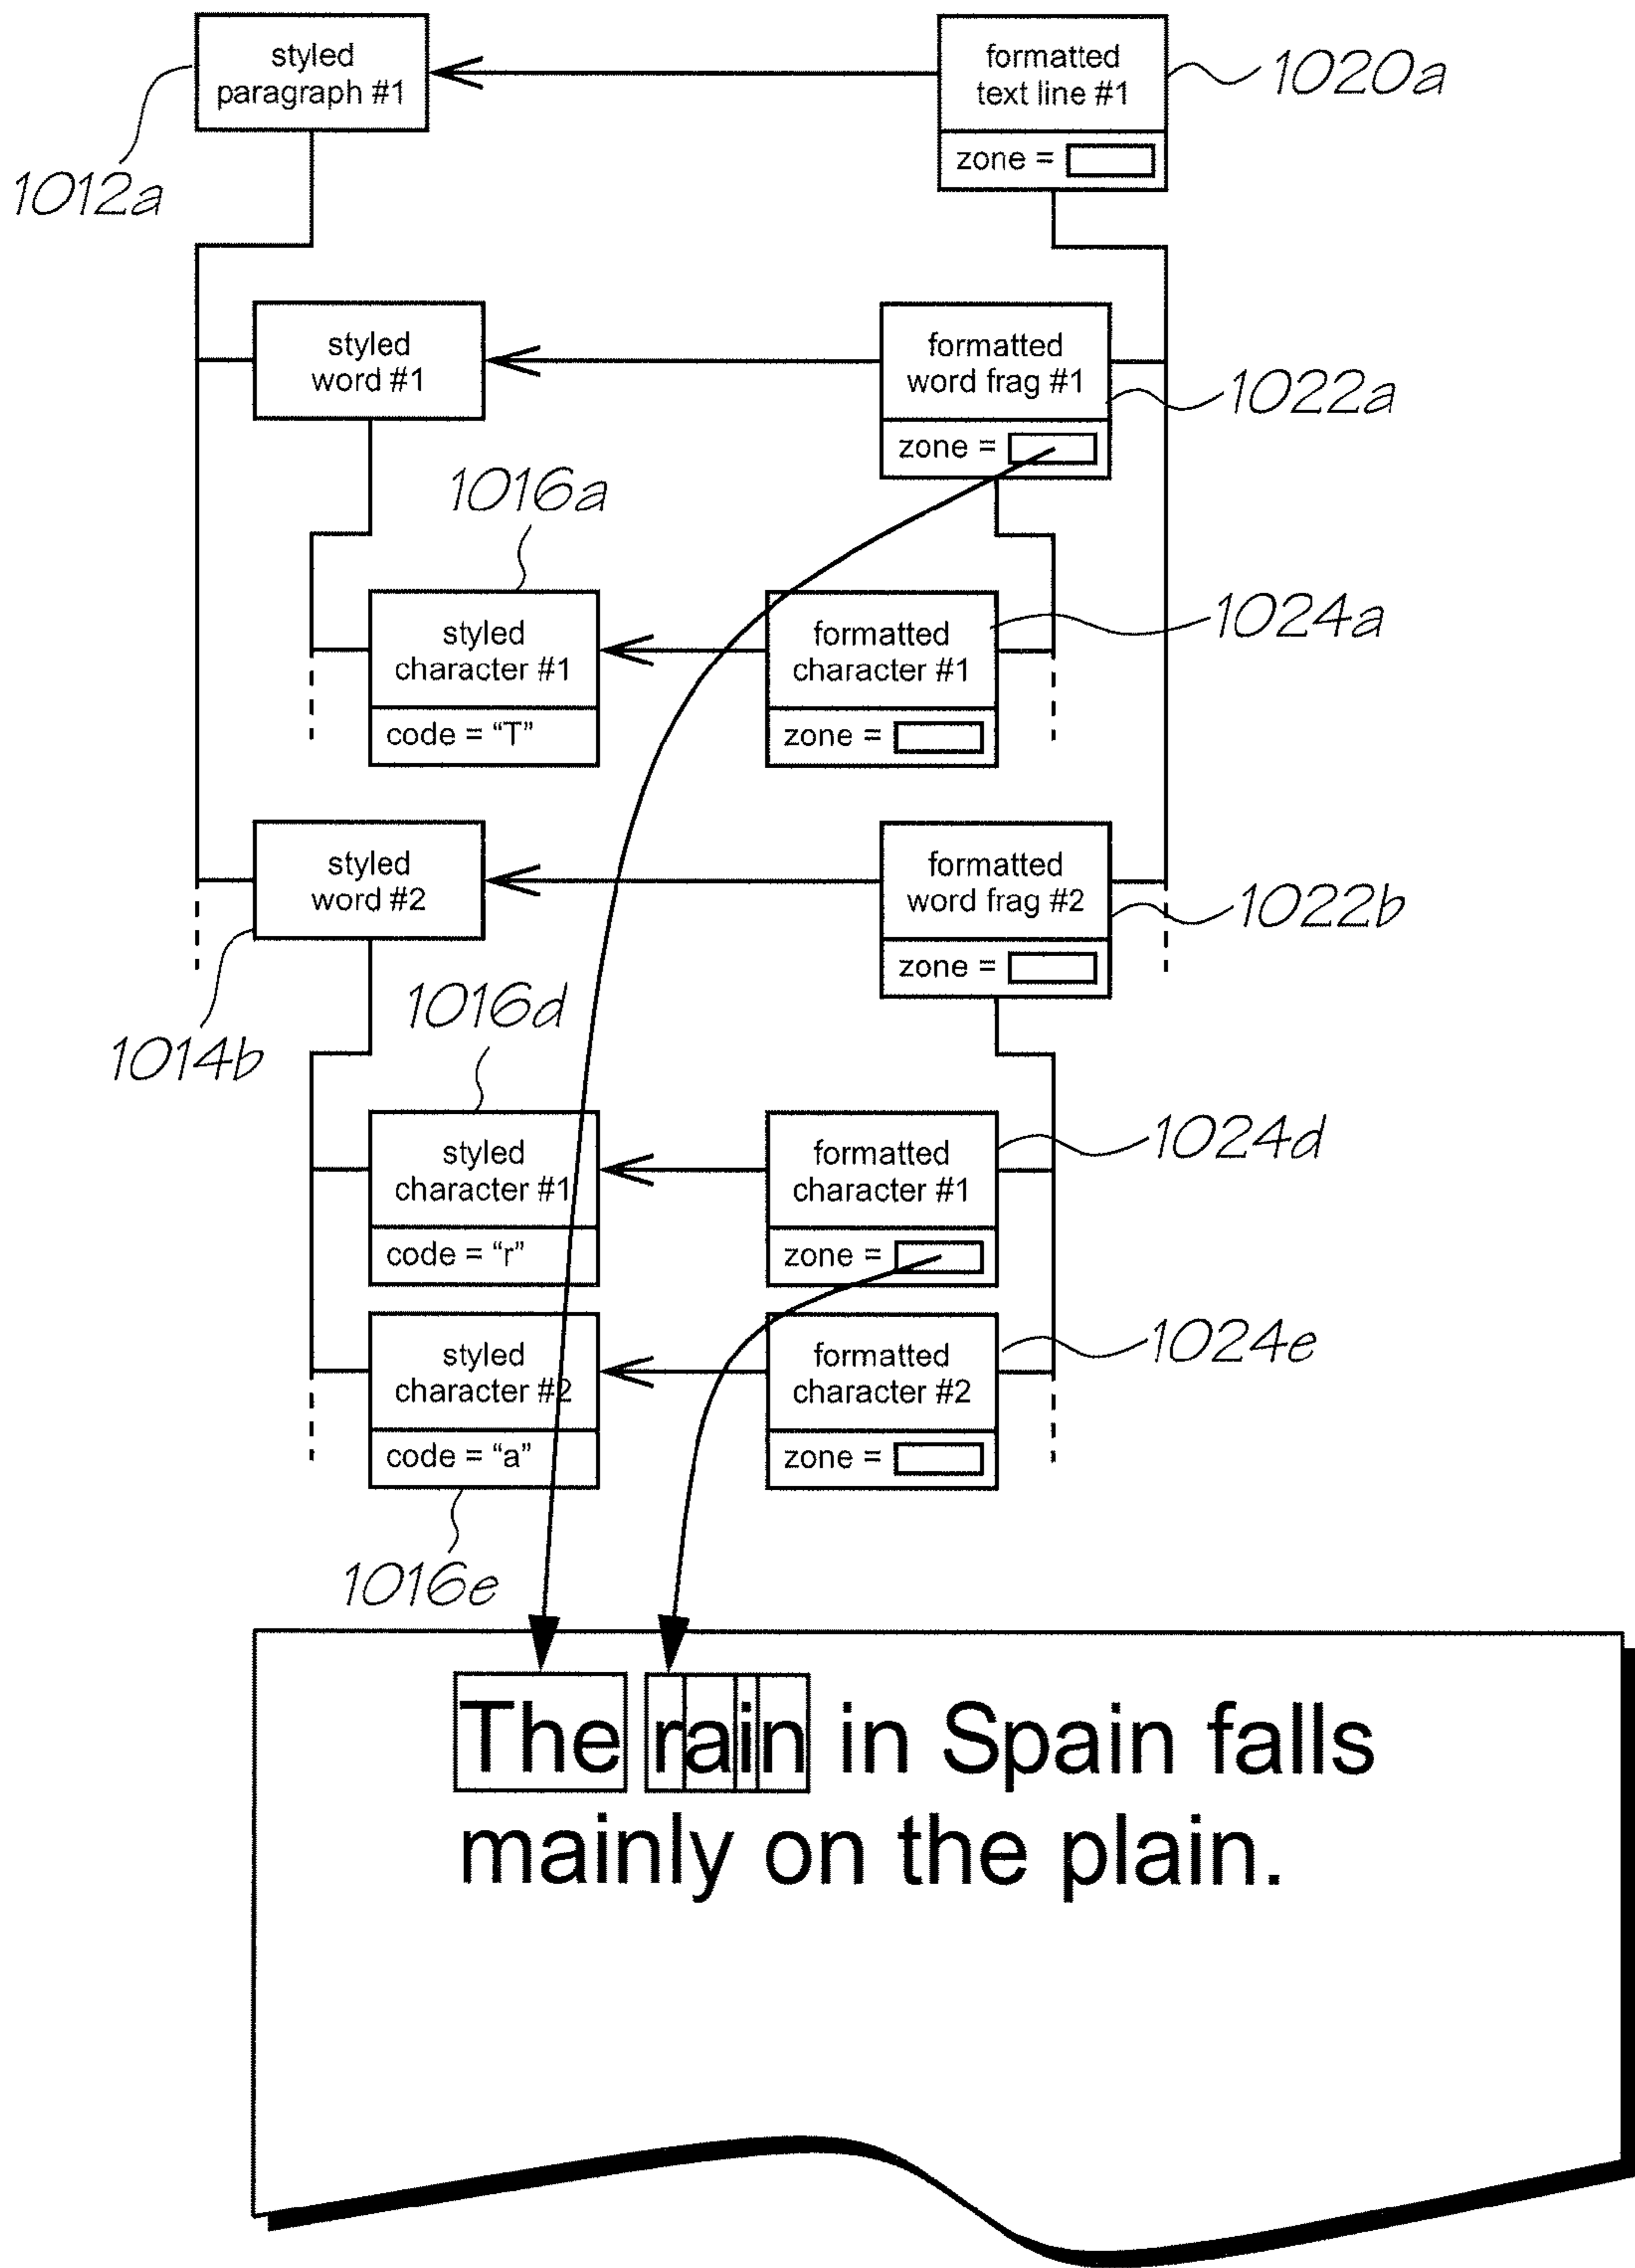 styled
paragraph #1
formatted
text line #1
zone =
1020a
1012a
styled
word #1
formatted
word frag #1
zone =
1022a
1016a
styled
character #1
code = “T”
formatted
character #1
zone =
1024a
styled
word #2
formatted
word frag #2
zone =
1022b
1014b
1016d
styled
character #1
code = “r”
formatted
character #1
zone =
1024d
styled
character #2
code = “a”
formatted
character #2
zone =
1024e
1016e
The rain in Spain falls
mainly on the plain.